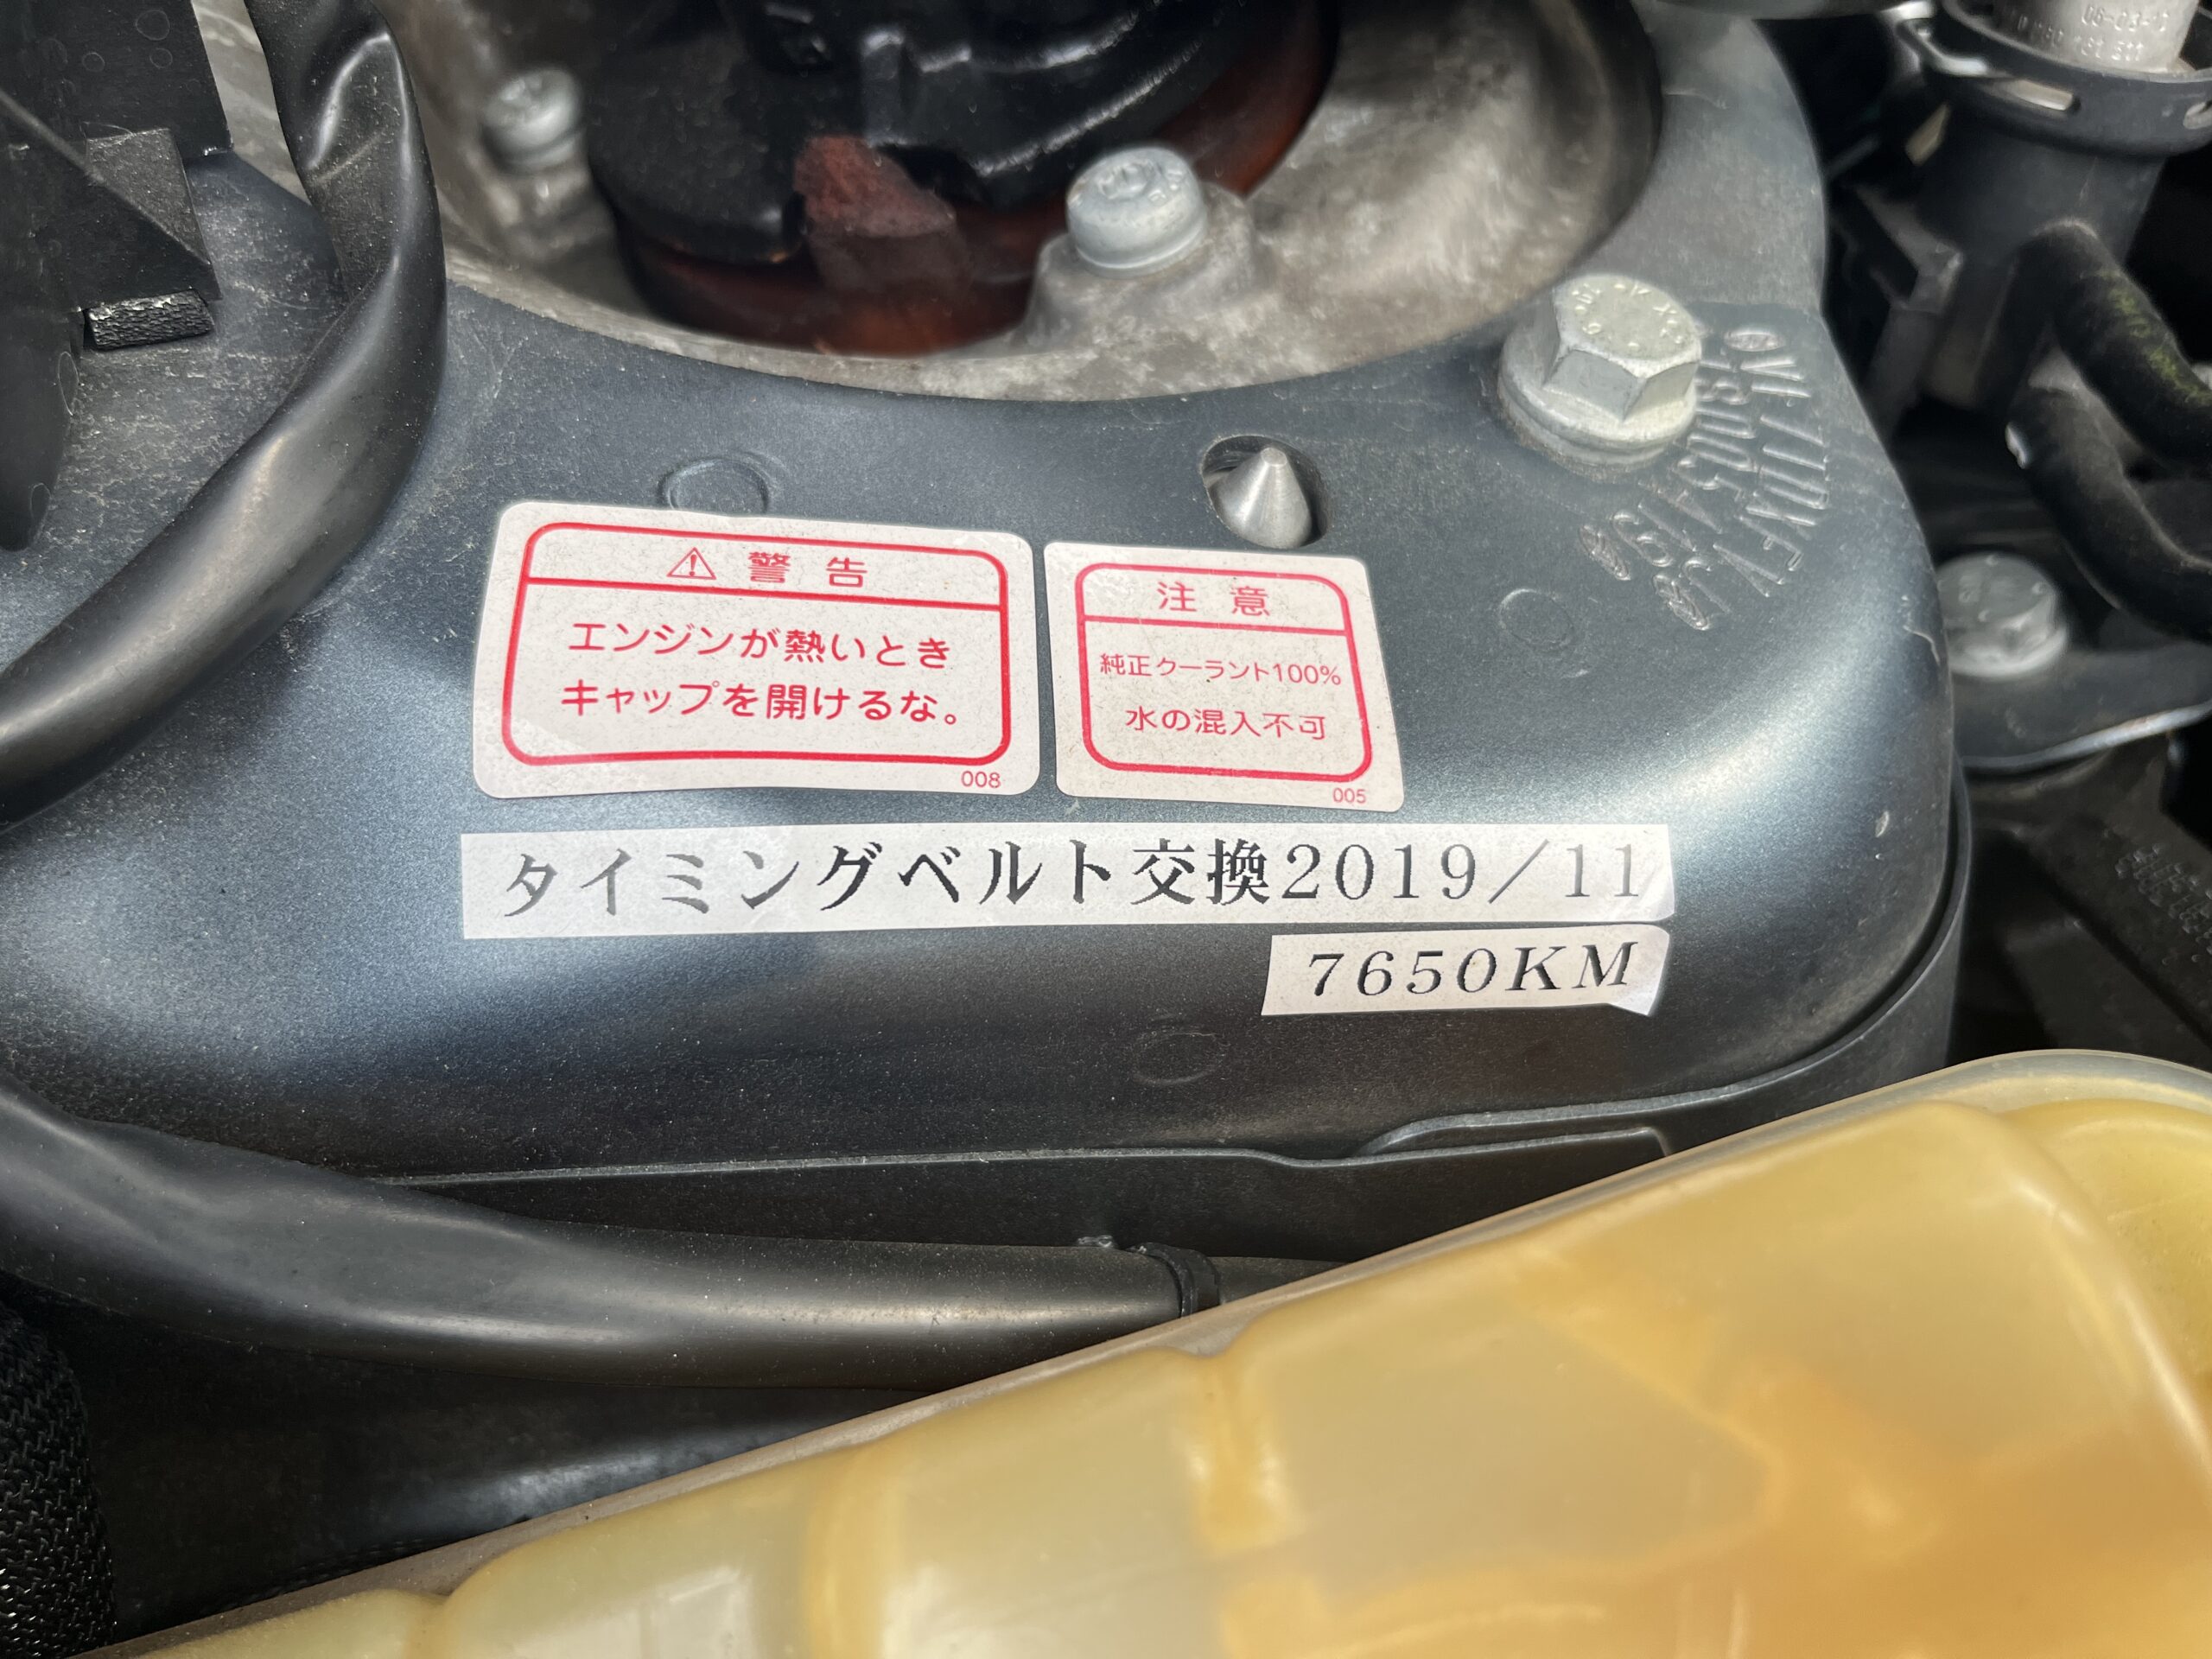 ⚠ 警告
エンジンが熱いとき
キャップを開けるな。
008
注意
純正クーラント100%
水の混入不可
005
タイミングベルト交換2019／11
7650KM